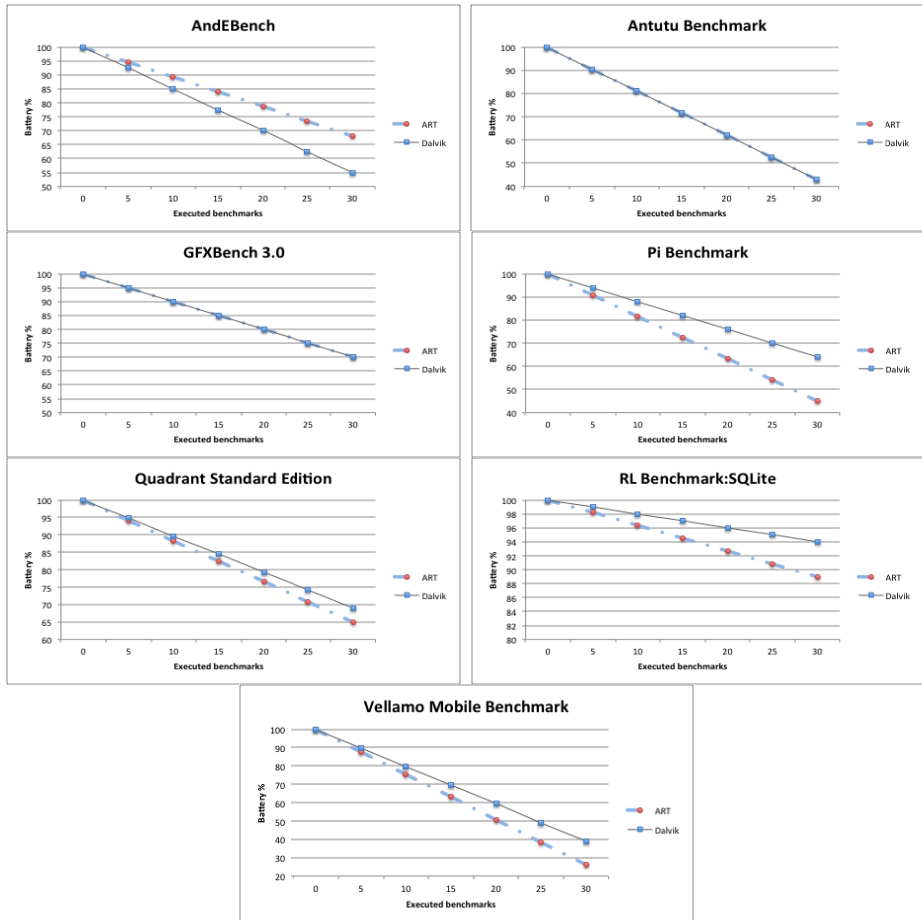 AndEBench
Battery %
100
95
90
85
80
75
70
65
60
55
50
0 5 10 15 20 25 30
Executed benchmarks
ART
Dalvik
Antutu Benchmark
Battery %
100
90
80
70
60
50
40
0 5 10 15 20 25 30
Executed benchmarks
ART
Dalvik
GFXBench 3.0
Battery %
100
95
90
85
80
75
70
65
60
55
50
0 5 10 15 20 25 30
Executed benchmarks
ART
Dalvik
Pi Benchmark
Battery %
100
90
80
70
60
50
40
0 5 10 15 20 25 30
Executed benchmarks
ART
Dalvik
Quadrant Standard Edition
Battery %
100
95
90
85
80
75
70
65
60
0 5 10 15 20 25 30
Executed benchmarks
ART
Dalvik
RL Benchmark:SQLite
Battery %
100
98
96
94
92
90
88
86
84
82
80
0 5 10 15 20 25 30
Executed benchmarks
ART
Dalvik
Vellamo Mobile Benchmark
Battery %
100
90
80
70
60
50
40
30
20
0 5 10 15 20 25 30
Executed benchmarks
ART
Dalvik